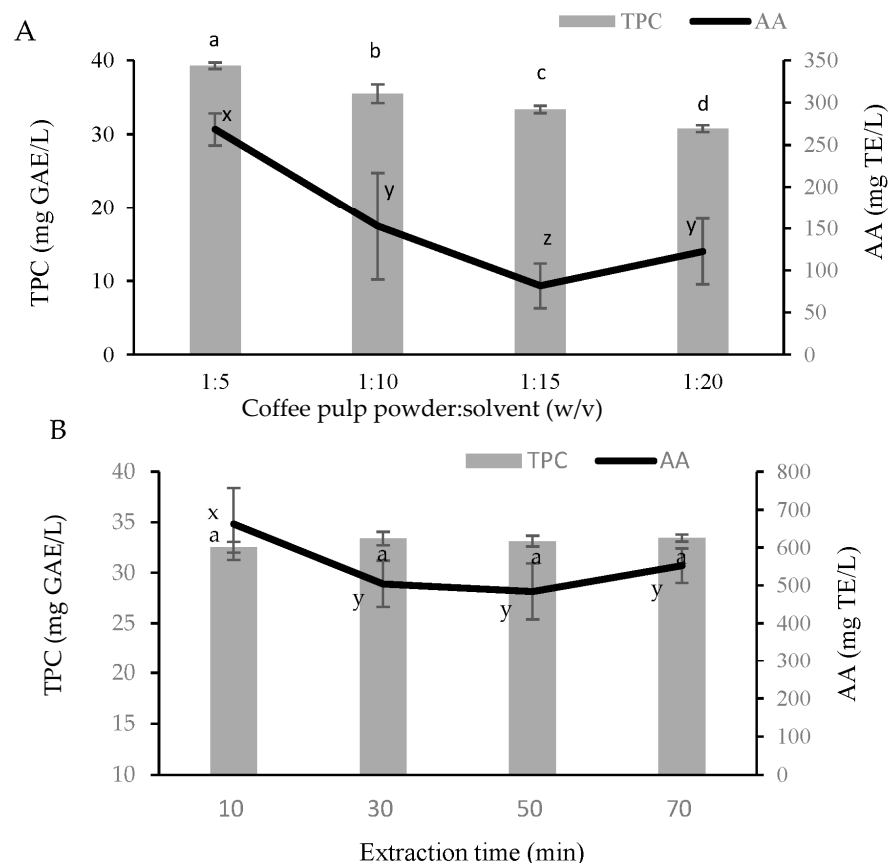 A
TPC AA
a
b
c
d
x
y
z
y
40
30
20
10
0
TPC (mg GAE/L)
350
300
250
200
150
100
50
0
AA (mg TE/L)
1:5 1:10 1:15 1:20
Coffee pulp powder:solvent (w/v)
B
TPC AA
x
a
a
a
a
y
y
y
40
35
30
25
20
15
10
TPC (mg GAE/L)
800
700
600
500
400
300
200
100
0
AA (mg TE/L)
10 30 50 70
Extraction time (min)